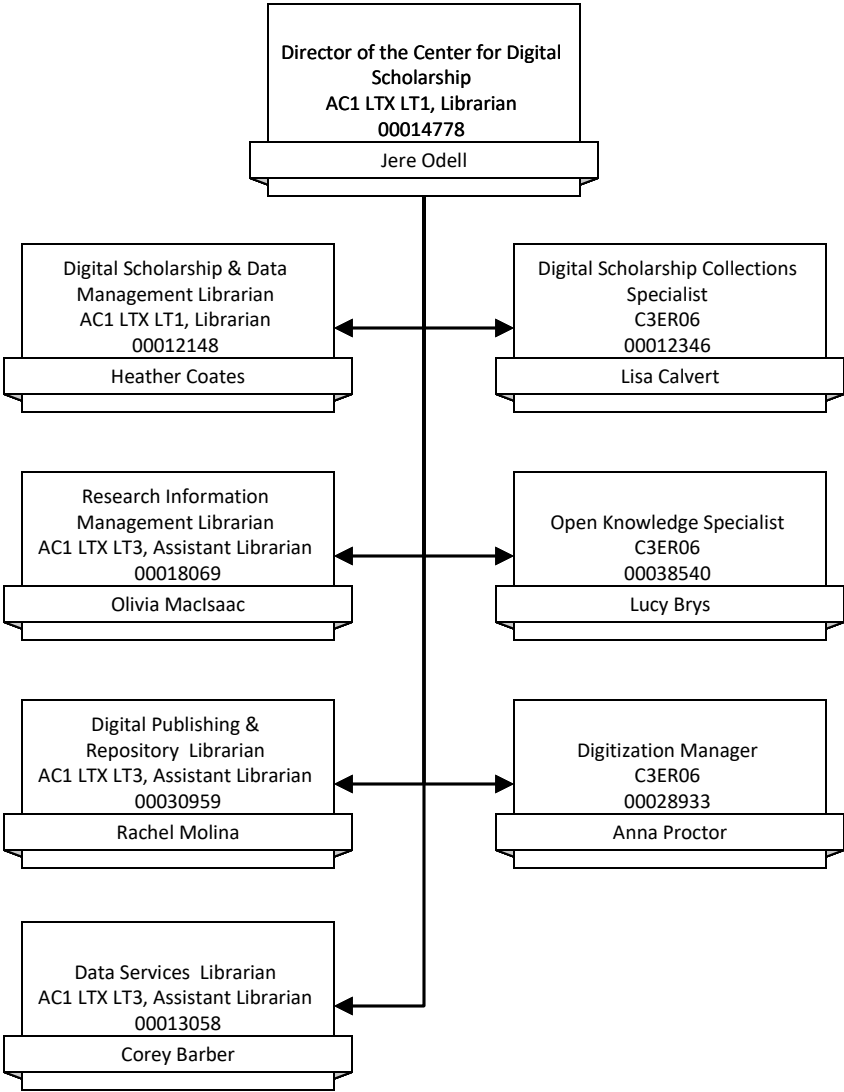 Director of the Center for Digital
Scholarship
AC1 LTX LT1, Librarian
00014778
Jere Odell
Digital Scholarship & Data
Management Librarian
AC1 LTX LT1, Librarian
00012148
Heather Coates
Digital Scholarship Collections
Specialist
C3ER06
00012346
Lisa Calvert
Research Information
Management Librarian
AC1 LTX LT3, Assistant Librarian
00018069
Olivia MacIsaac
Open Knowledge Specialist
C3ER06
00038540
Lucy Brys
Digital Publishing &
Repository  Librarian
AC1 LTX LT3, Assistant Librarian
00030959
Rachel Molina
Digitization Manager
C3ER06
00028933
Anna Proctor
Data Services  Librarian
AC1 LTX LT3, Assistant Librarian
00013058
Corey Barber